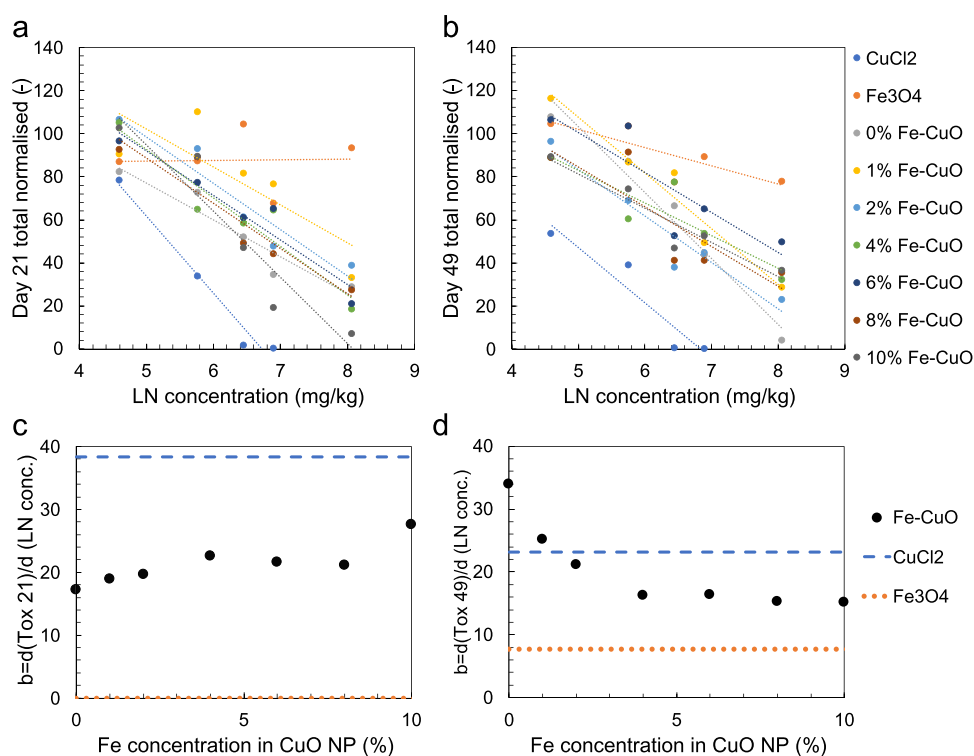 a
b
140
120
100
80
60
40
20
0
4
5
6
7
8
9
Day 21 total normalised (-)
LN concentration (mg/kg)
140
120
100
80
60
40
20
0
4
5
6
7
8
9
Day 49 total normalised (-)
LN concentration (mg/kg)
CuCl2
Fe3O4
0% Fe-CuO
1% Fe-CuO
2% Fe-CuO
4% Fe-CuO
6% Fe-CuO
8% Fe-CuO
10% Fe-CuO
c
d
40
30
20
10
0
0
5
10
b=d(Tox 21)/d (LN conc.)
Fe concentration in CuO NP (%)
40
30
20
10
0
0
5
10
b=d(Tox 49)/d (LN conc.)
Fe concentration in CuO NP (%)
Fe-CuO
CuCl2
Fe3O4